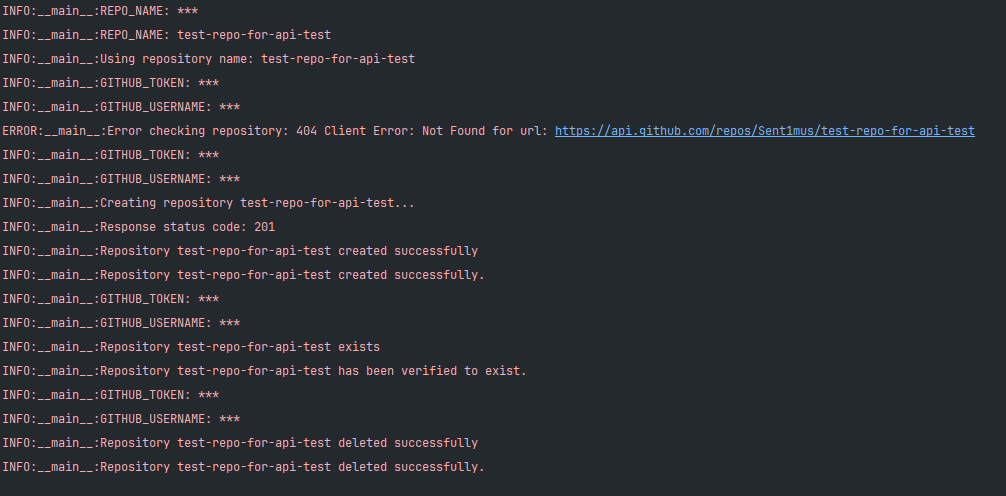 INFO:__main__:REPO_NAME: ***
INFO:__main__:REPO_NAME: test-repo-for-api-test
INFO:__main__:Using repository name: test-repo-for-api-test
INFO:__main__:GITHUB_TOKEN: ***
INFO:__main__:GITHUB_USERNAME: ***
ERROR:__main__:Error checking repository: 404 Client Error: Not Found for url: https://api.github.com/repos/Sent1mus/test-repo-for-api-test
INFO:__main__:GITHUB_TOKEN: ***
INFO:__main__:GITHUB_USERNAME: ***
INFO:__main__:Creating repository test-repo-for-api-test...
INFO:__main__:Response status code: 201
INFO:__main__:Repository test-repo-for-api-test created successfully
INFO:__main__:Repository test-repo-for-api-test created successfully.
INFO:__main__:GITHUB_TOKEN: ***
INFO:__main__:GITHUB_USERNAME: ***
INFO:__main__:Repository test-repo-for-api-test exists
INFO:__main__:Repository test-repo-for-api-test has been verified to exist.
INFO:__main__:GITHUB_TOKEN: ***
INFO:__main__:GITHUB_USERNAME: ***
INFO:__main__:Repository test-repo-for-api-test deleted successfully
INFO:__main__:Repository test-repo-for-api-test deleted successfully.